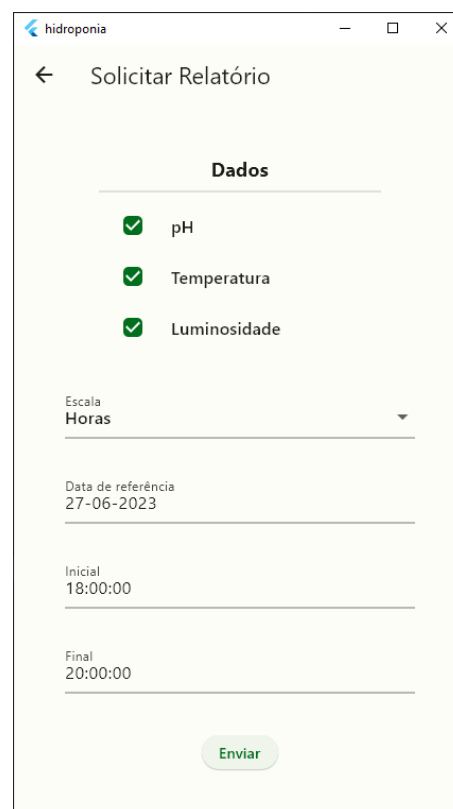 hidroponia
Solicitar Relatório
Dados
pH
Temperatura
Luminosidade
Escala
Horas
Data de referência
27-06-2023
Inicial
18:00:00
Final
20:00:00
Enviar